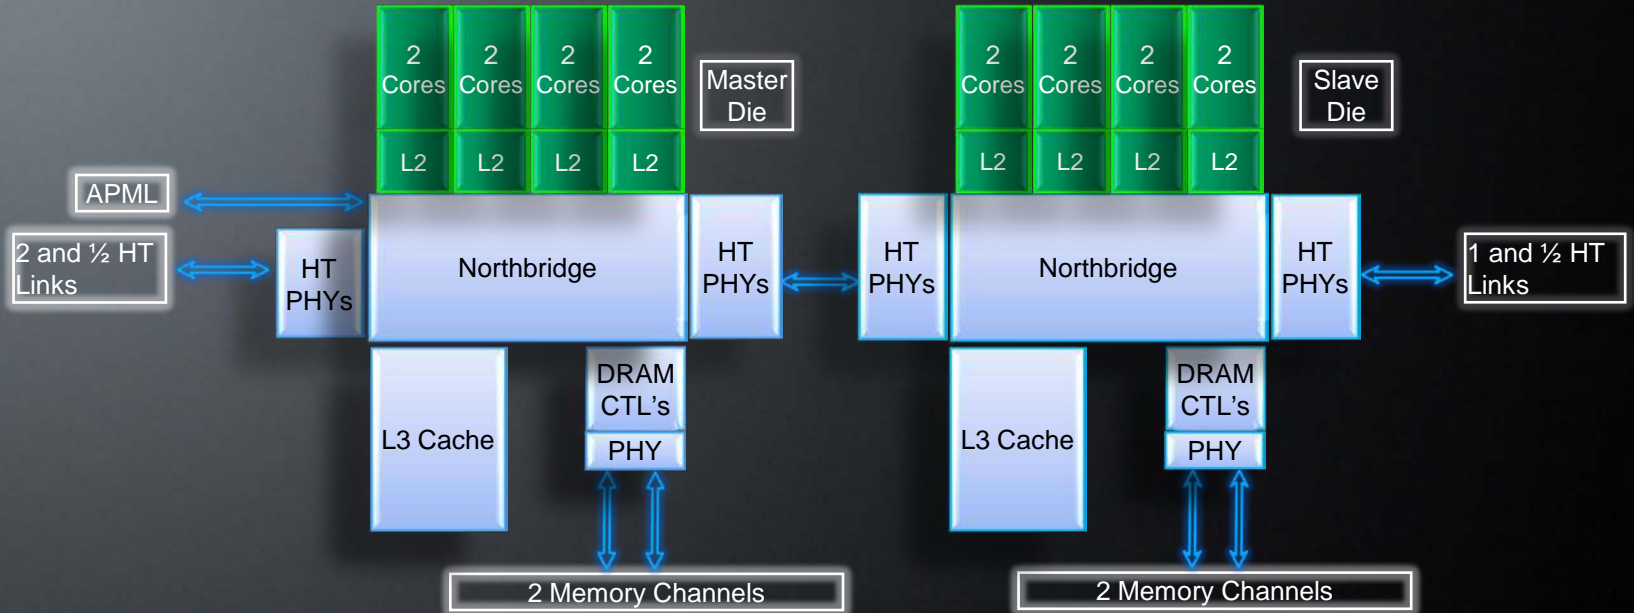 2
Cores
2
Cores
2
Cores
2
Cores
L2
L2
L2
L2
Master
Die
APML
2 and ½ HT
Links
HT
PHYs
Northbridge
HT
PHYs
L3 Cache
DRAM
CTL’s
PHY
2 Memory Channels
2
Cores
2
Cores
2
Cores
2
Cores
L2
L2
L2
L2
Slave
Die
HT
PHYs
Northbridge
HT
PHYs
1 and ½ HT
Links
L3 Cache
DRAM
CTL’s
PHY
2 Memory Channels